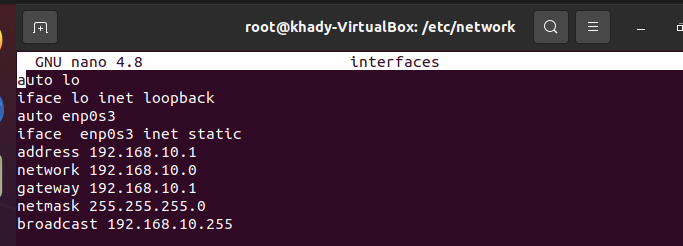 root@khady-VirtualBox: /etc/network
GNU nano 4.8 interfaces
auto lo
iface lo inet loopback
auto enp0s3
iface  enp0s3 inet static
address 192.168.10.1
network 192.168.10.0
gateway 192.168.10.1
netmask 255.255.255.0
broadcast 192.168.10.255